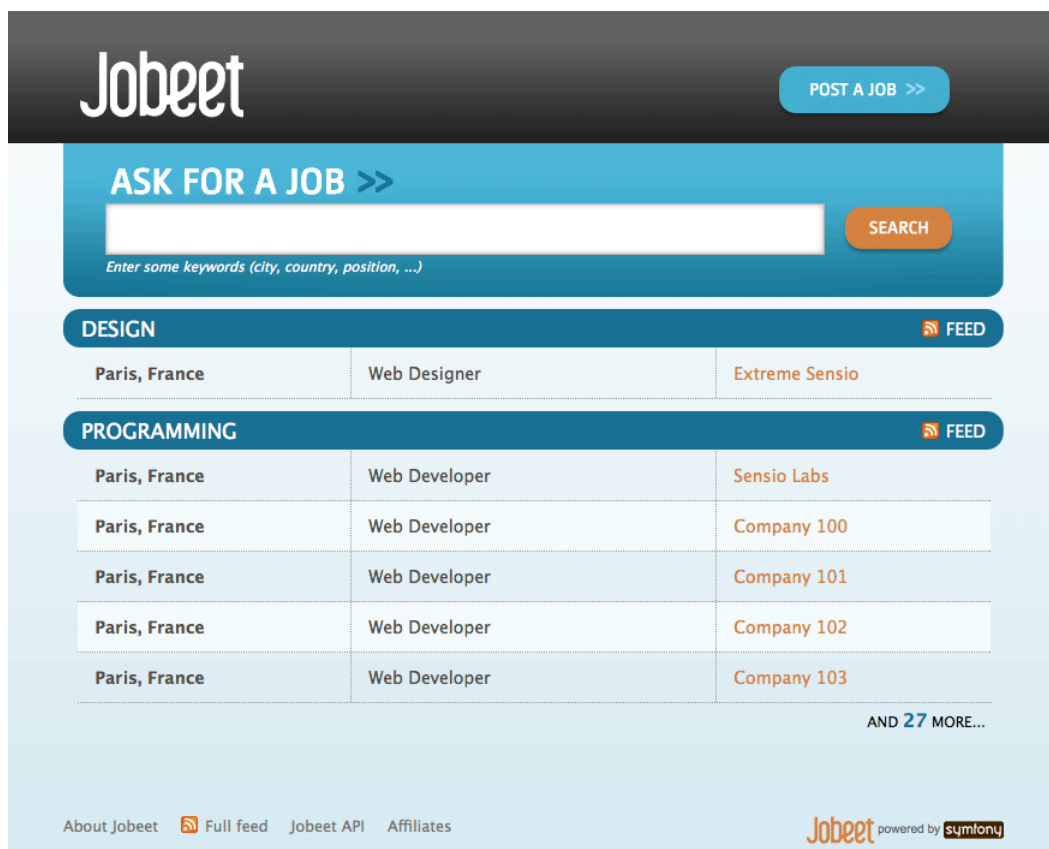 Jobeet
POST A JOB >>
ASK FOR A JOB >>
SEARCH
Enter some keywords (city, country, position, ...)
DESIGN FEED
Paris, France Web Designer Extreme Sensio
PROGRAMMING FEED
Paris, France Web Developer Sensio Labs
Paris, France Web Developer Company 100
Paris, France Web Developer Company 101
Paris, France Web Developer Company 102
Paris, France Web Developer Company 103
AND 27 MORE...
About Jobeet Full feed Jobeet API Affiliates Jobeet powered by symfony